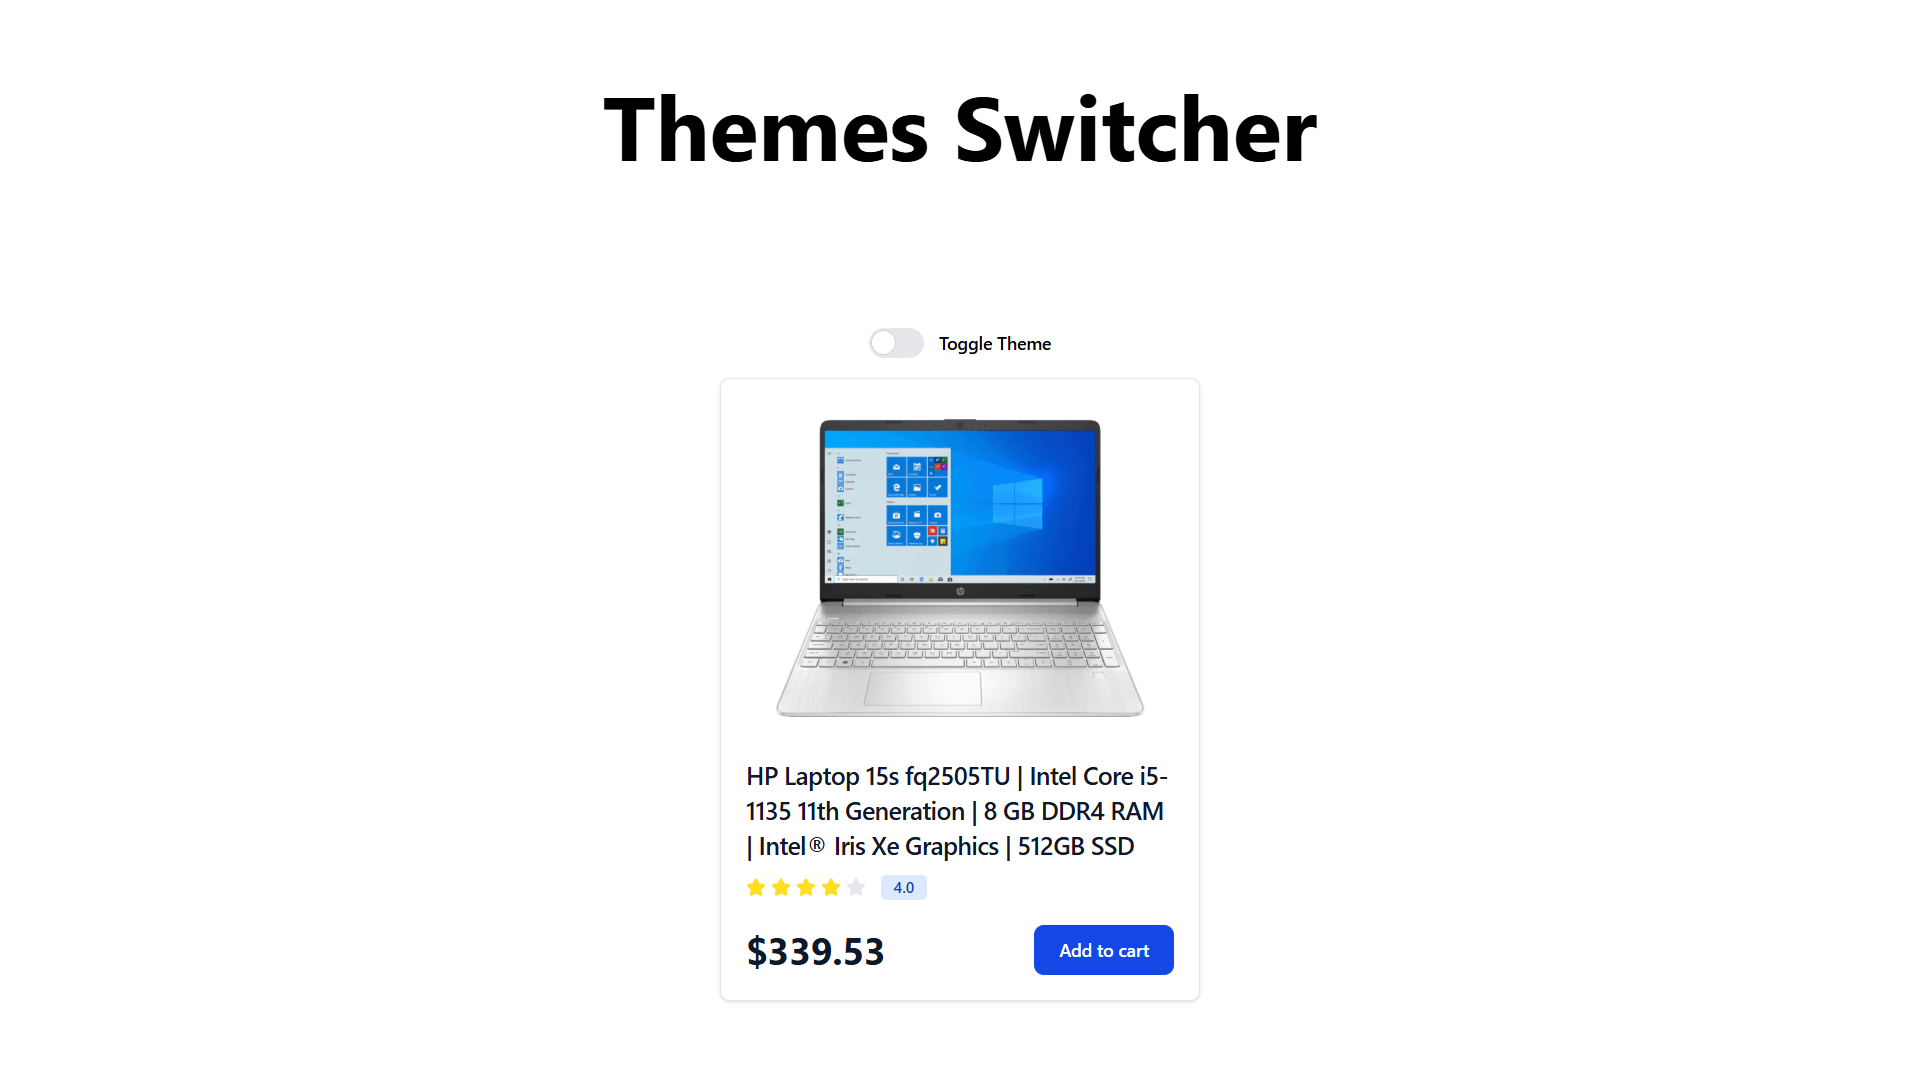 Themes Switcher
Toggle Theme
HP Laptop 15s fq2505TU | Intel Core i5-
1135 11th Generation | 8 GB DDR4 RAM
| Intel® Iris Xe Graphics | 512GB SSD
4.0
$339.53
Add to cart